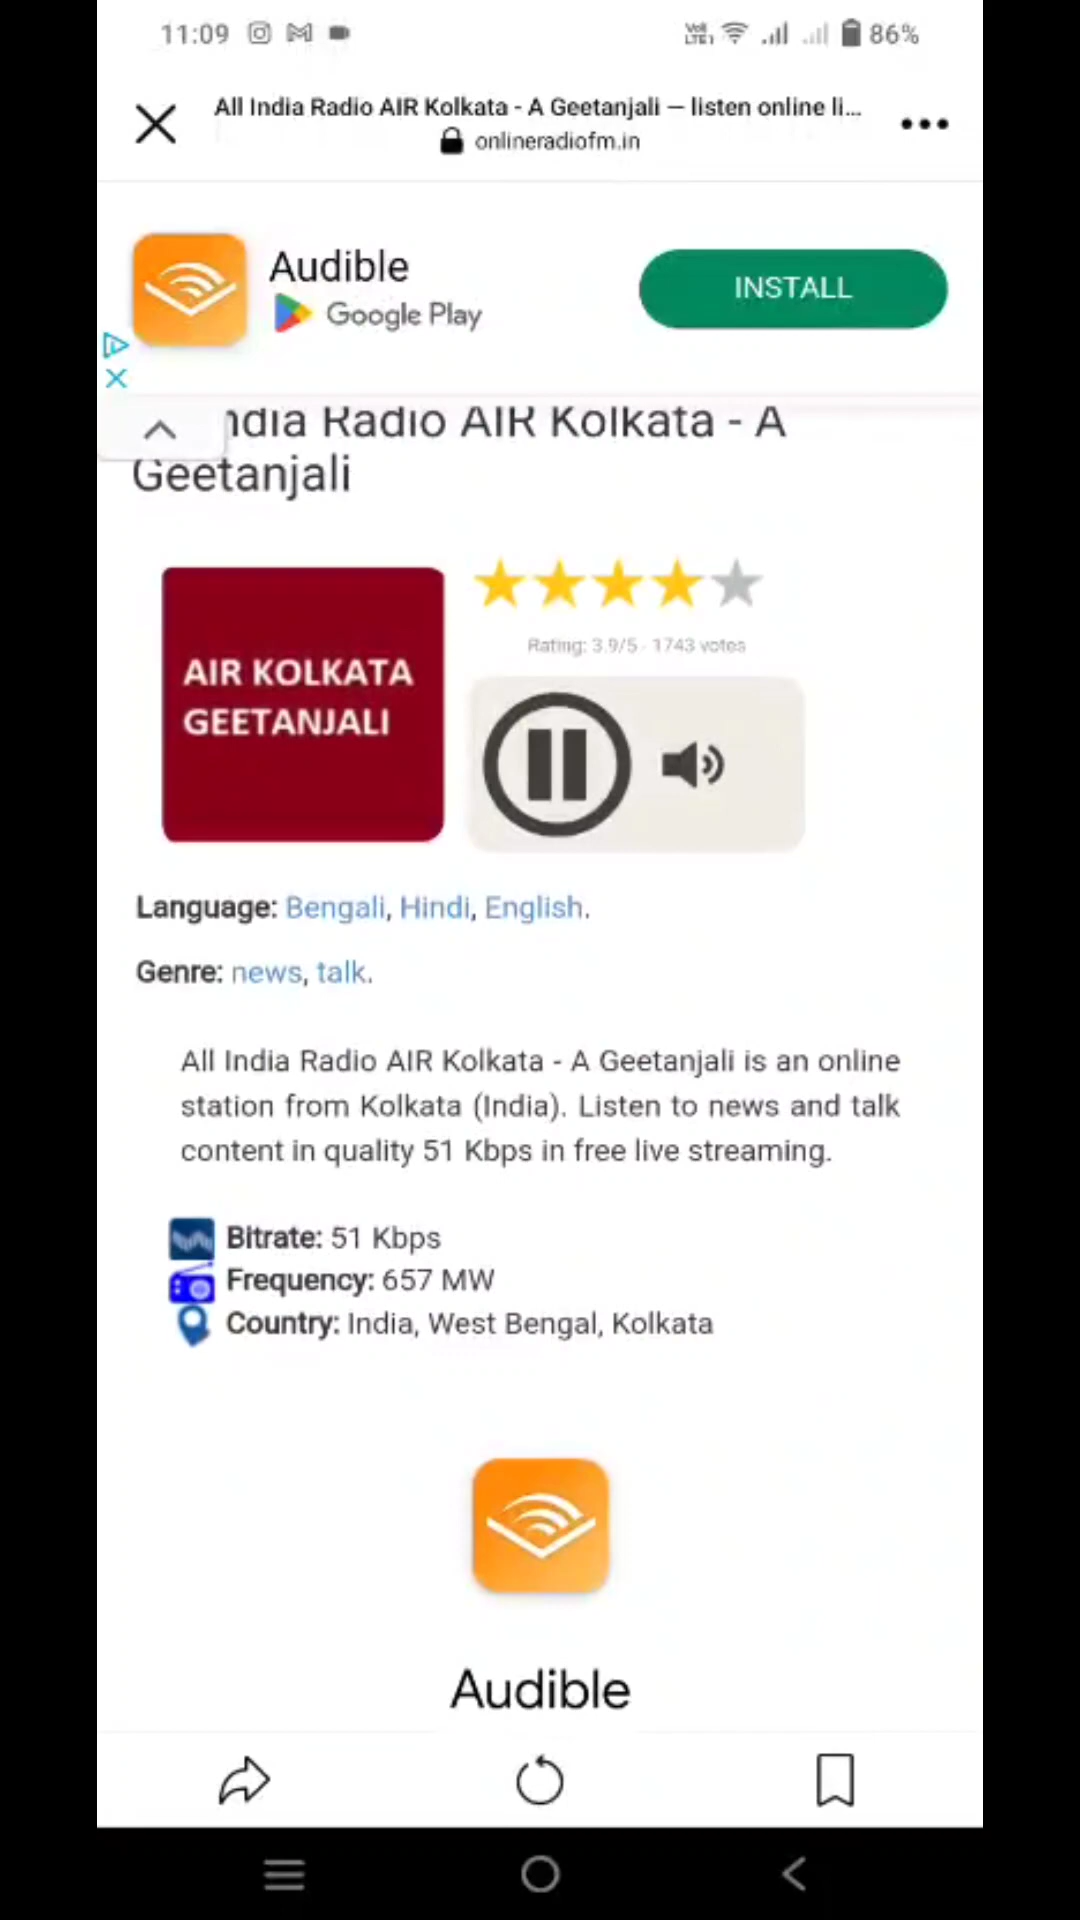 11:09
86%
All India Radio AIR Kolkata - A Geetanjali — listen online li...
onlineradiofm.in
Audible
Google Play
INSTALL
ndia Radio AIR Kolkata - A
Geetanjali
AIR KOLKATA
GEETANJALI
Rating: 3.9/5 - 1743 votes
Language: Bengali, Hindi, English.
Genre: news, talk.
All India Radio AIR Kolkata - A Geetanjali is an online
station from Kolkata (India). Listen to news and talk
content in quality 51 Kbps in free live streaming.
Bitrate: 51 Kbps
Frequency: 657 MW
Country: India, West Bengal, Kolkata
Audible